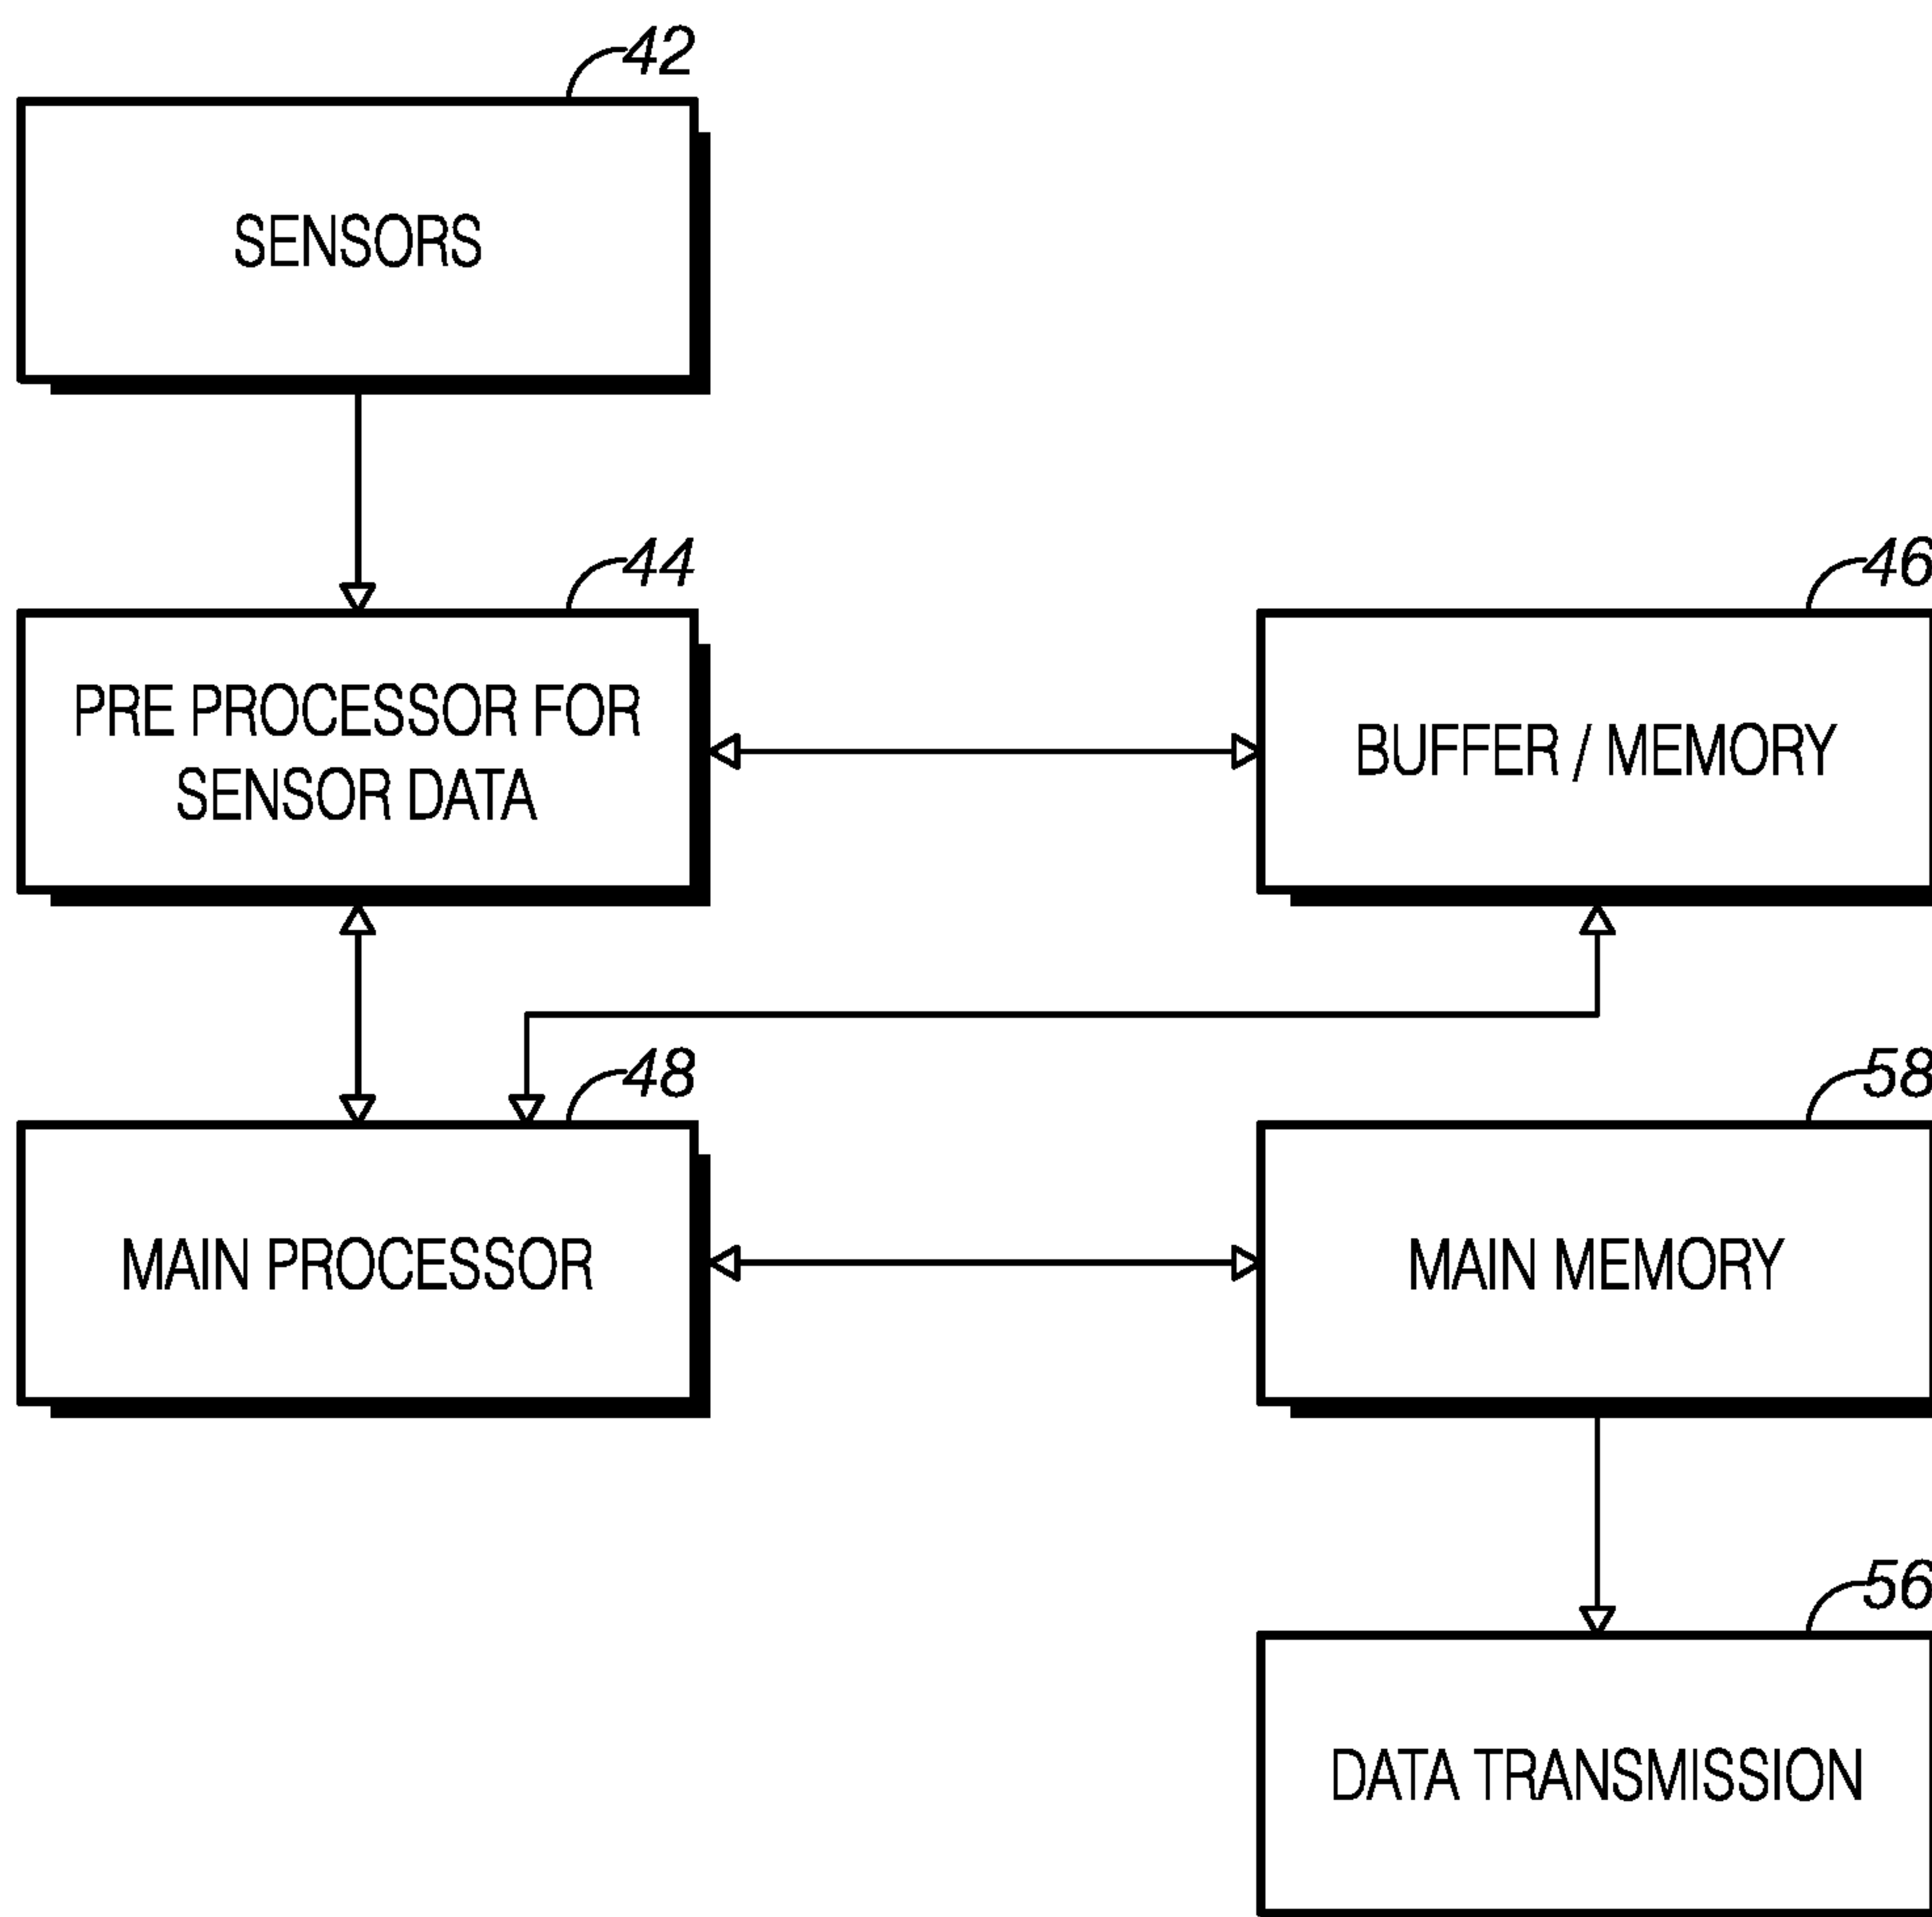 42
SENSORS
44
PRE PROCESSOR FOR
SENSOR DATA
46
BUFFER / MEMORY
48
MAIN PROCESSOR
58
MAIN MEMORY
56
DATA TRANSMISSION